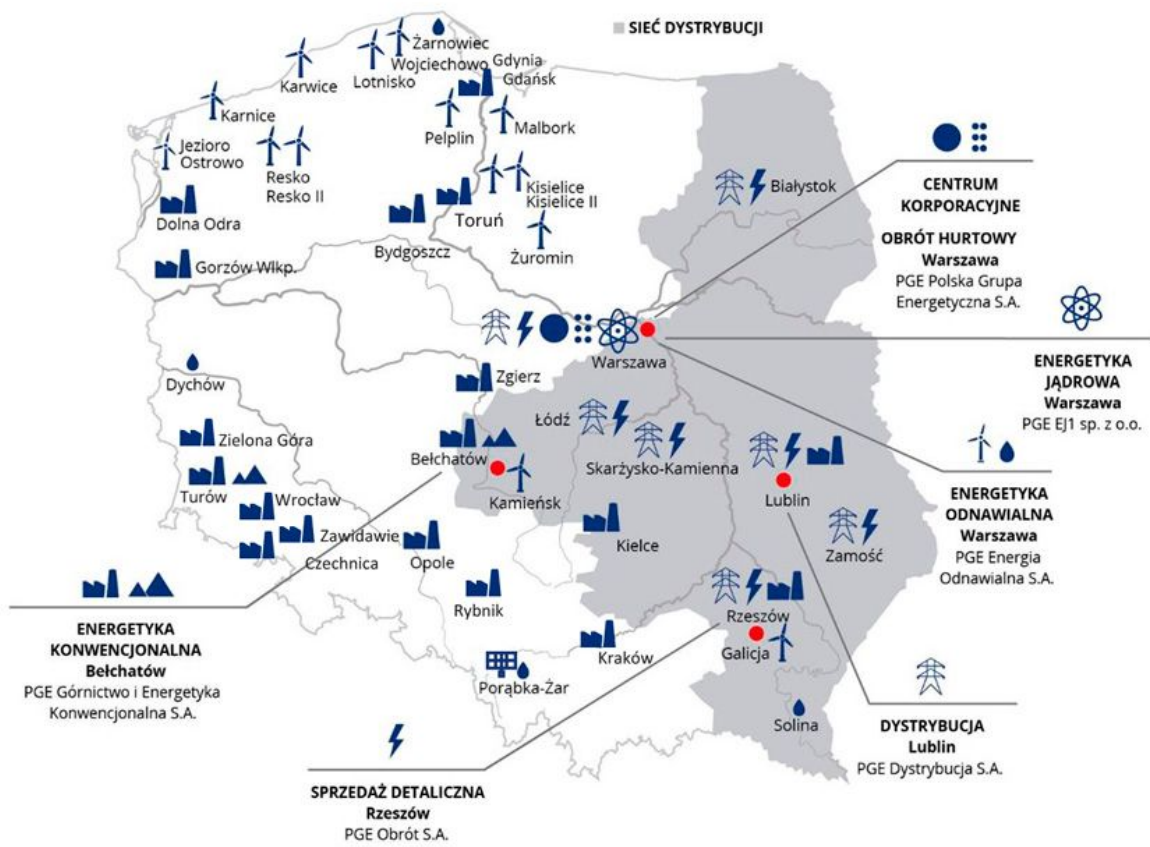 SIEĆ DYSTRYBUCJI
Żarnowiec
Wojciechowo
Gdynia
Gdańsk
Karwice
Lotnisko
Karnice
Pelplin
Malbork
Jezioro
Ostrowo
Resko
Resko II
Kisielice
Kisielice II
Białystok
Dolna Odra
Toruń
Bydgoszcz
Żuromin
Gorzów Wlkp.
CENTRUM
KORPORACYJNE
OBRÓT HURTOWY
Warszawa
PGE Polska Grupa
Energetyczna S.A.
Warszawa
ENERGETYKA
JĄDROWA
Warszawa
PGE EJ1 sp. z o.o.
Dychów
Zgierz
Łódź
Zielona Góra
Bełchatów
Skarżysko-Kamienna
Turów
Kamieńsk
Lublin
Wrocław
Zawidawie
Czechnica
Opole
Kielce
Zamość
ENERGETYKA
ODNAWIALNA
Warszawa
PGE Energia
Odnawialna S.A.
Rybnik
Rzeszów
Galicja
Kraków
Porąbka-Żar
Solina
ENERGETYKA
KONWENCJONALNA
Bełchatów
PGE Górnictwo i Energetyka
Konwencjonalna S.A.
DYSTRYBUCJA
Lublin
PGE Dystrybucja S.A.
SPRZEDAŻ DETALICZNA
Rzeszów
PGE Obrót S.A.